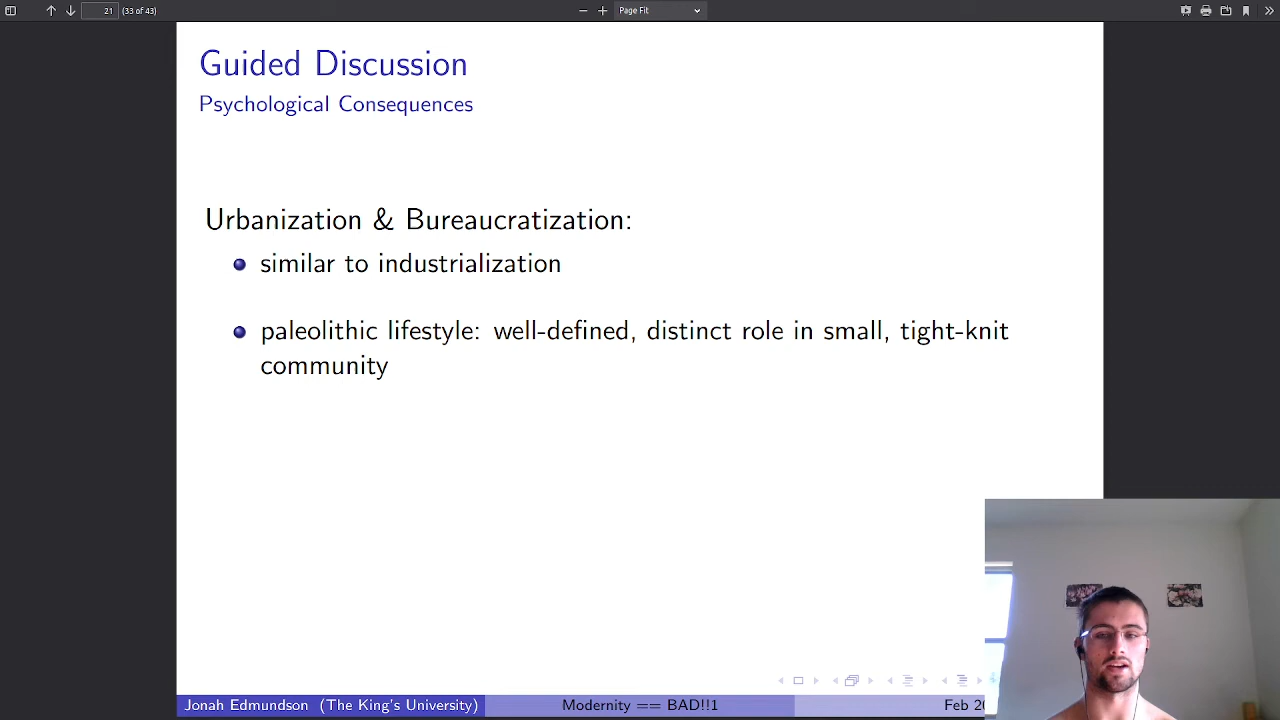 21 (33 of 43) Page Fit
Guided Discussion
Psychological Consequences
Urbanization & Bureaucratization:
similar to industrialization
paleolithic lifestyle: well-defined, distinct role in small, tight-knit
community
Jonah Edmundson (The King's University) Modernity == BAD!!1 Feb 20